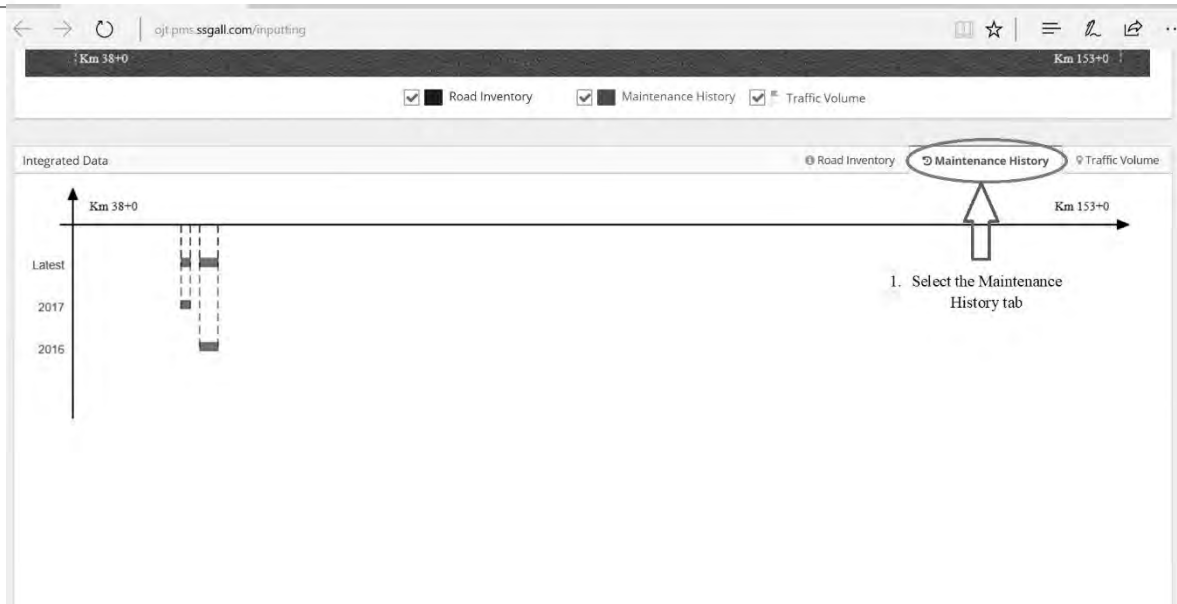 ojt.pms.ssgall.com/inputting
Km 38+0 Km 153+0
Road Inventory Maintenance History Traffic Volume
Integrated Data Road Inventory Maintenance History Traffic Volume
Km 38+0 Km 153+0
Latest
2017
2016
1. Select the Maintenance
History tab